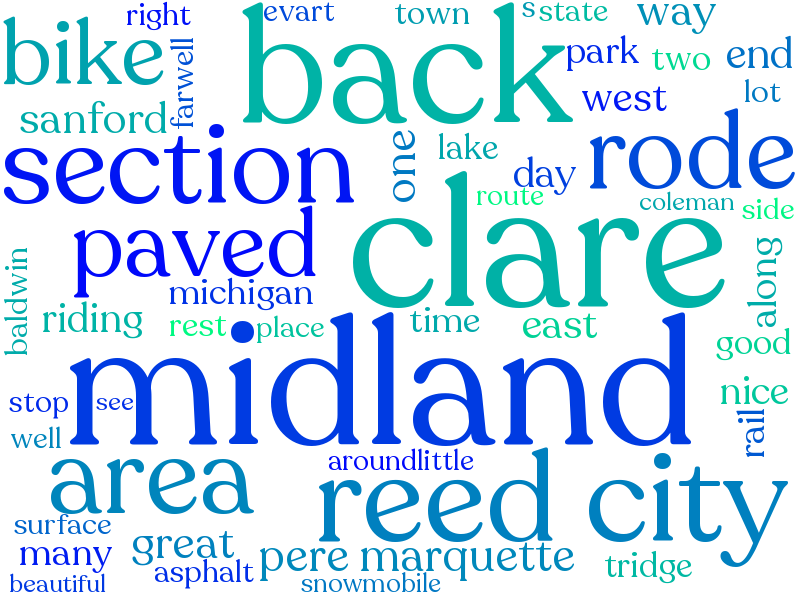 right
evart
town
s
state
way
bike
farwell
back
park
two
end
sanford
west
lot
section
one
lake
day
rode
route
coleman
side
paved
clare
michigan
along
baldwin
riding
rest
place
time
east
good
midland
stop
see
nice
well
rail
area
aroundlittle
reed city
surface
many
great
asphalt
pere marquette
tridge
beautiful
snowmobile